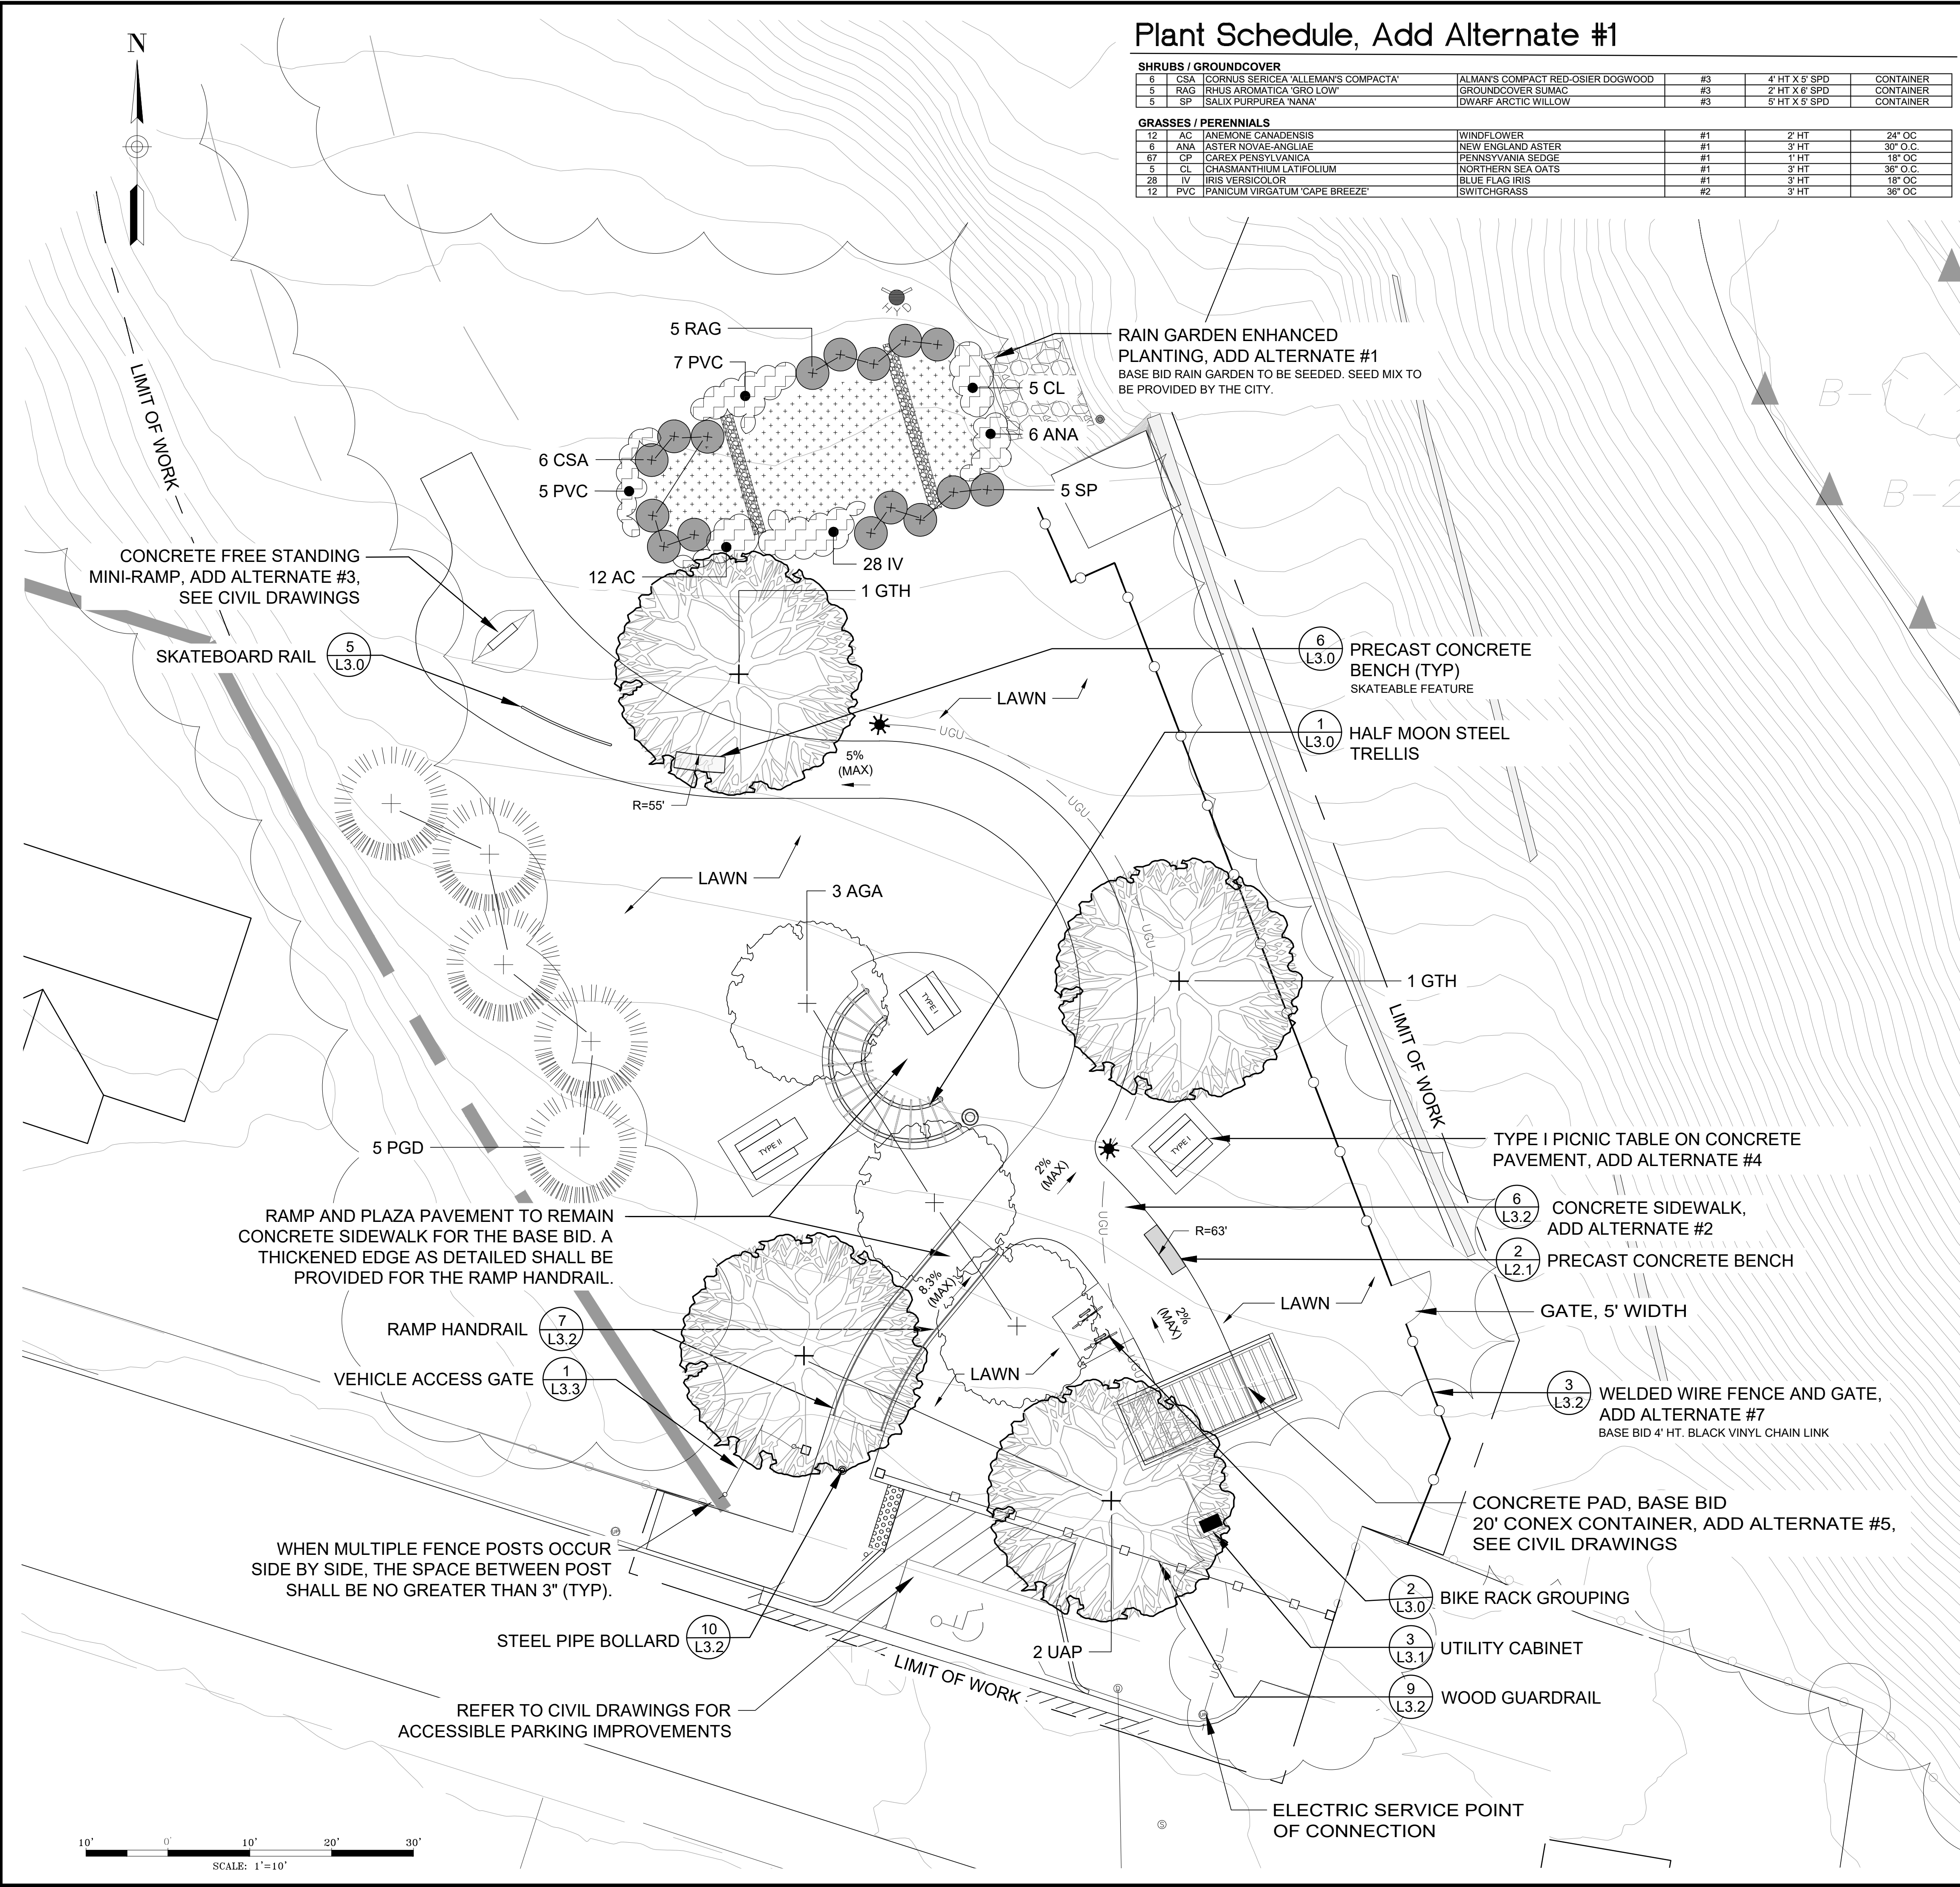 N
Plant Schedule, Add Alternate #1
SHRUBS / GROUNDCOVER
6 CSA CORNUS SERICEA 'ALLEMAN'S COMPACTA' ALMAN'S COMPACT RED-OSIER DOGWOOD #3 4' HT X 5' SPD CONTAINER
5 RAG RHUS AROMATICA 'GRO LOW' GROUNDCOVER SUMAC #3 2' HT X 6' SPD CONTAINER
5 SP SALIX PURPUREA 'NANA' DWARF ARCTIC WILLOW #3 5' HT X 5' SPD CONTAINER
GRASSES / PERENNIALS
12 AC ANEMONE CANADENSIS WINDFLOWER #1 2' HT 24" OC
6 ANA ASTER NOVAE-ANGLIAE NEW ENGLAND ASTER #1 3' HT 30" O.C.
67 CP CAREX PENSYLVANICA PENNSYVANIA SEDGE #1 1' HT 18" OC
5 CL CHASMANTHIUM LATIFOLIUM NORTHERN SEA OATS #1 3' HT 36" O.C.
28 IV IRIS VERSICOLOR BLUE FLAG IRIS #1 3' HT 18" OC
12 PVC PANICUM VIRGATUM 'CAPE BREEZE' SWITCHGRASS #2 3' HT 36" OC
HYD
5 RAG
7 PVC
RAIN GARDEN ENHANCED
PLANTING, ADD ALTERNATE #1
BASE BID RAIN GARDEN TO BE SEEDED. SEED MIX TO
BE PROVIDED BY THE CITY.
5 CL
6 ANA
B-1
B-2
LIMIT OF WORK
6 CSA
5 PVC
5 SP
28 IV
12 AC
1 GTH
CONCRETE FREE STANDING
MINI-RAMP, ADD ALTERNATE #3,
SEE CIVIL DRAWINGS
SKATEBOARD RAIL
5
L3.0
6
L3.0
PRECAST CONCRETE
BENCH (TYP)
SKATEABLE FEATURE
LAWN
1
L3.0
HALF MOON STEEL
TRELLIS
UGU
5%
(MAX)
R=55'
UGU
LAWN
3 AGA
UGU
1 GTH
TYPE I
LIMIT OF WORK
TYPE II
TYPE I
5 PGD
TYPE I PICNIC TABLE ON CONCRETE
PAVEMENT, ADD ALTERNATE #4
2%
(MAX)
RAMP AND PLAZA PAVEMENT TO REMAIN
CONCRETE SIDEWALK FOR THE BASE BID. A
THICKENED EDGE AS DETAILED SHALL BE
PROVIDED FOR THE RAMP HANDRAIL.
6
L3.2
CONCRETE SIDEWALK,
ADD ALTERNATE #2
UGU
R=63'
2
L2.1
PRECAST CONCRETE BENCH
8.3%
(MAX)
2%
(MAX)
LAWN
GATE, 5' WIDTH
RAMP HANDRAIL
7
L3.2
UGU
VEHICLE ACCESS GATE
1
L3.3
LAWN
3
L3.2
WELDED WIRE FENCE AND GATE,
ADD ALTERNATE #7
BASE BID 4' HT. BLACK VINYL CHAIN LINK
CONCRETE PAD, BASE BID
20' CONEX CONTAINER, ADD ALTERNATE #5,
SEE CIVIL DRAWINGS
WHEN MULTIPLE FENCE POSTS OCCUR
SIDE BY SIDE, THE SPACE BETWEEN POST
SHALL BE NO GREATER THAN 3" (TYP).
2
L3.0
BIKE RACK GROUPING
STEEL PIPE BOLLARD
10
L3.2
2 UAP
3
L3.1
UTILITY CABINET
LIMIT OF WORK
9
L3.2
WOOD GUARDRAIL
REFER TO CIVIL DRAWINGS FOR
ACCESSIBLE PARKING IMPROVEMENTS
D
S
ELECTRIC SERVICE POINT
OF CONNECTION
10' 0' 10' 20' 30'
SCALE: 1'=10'